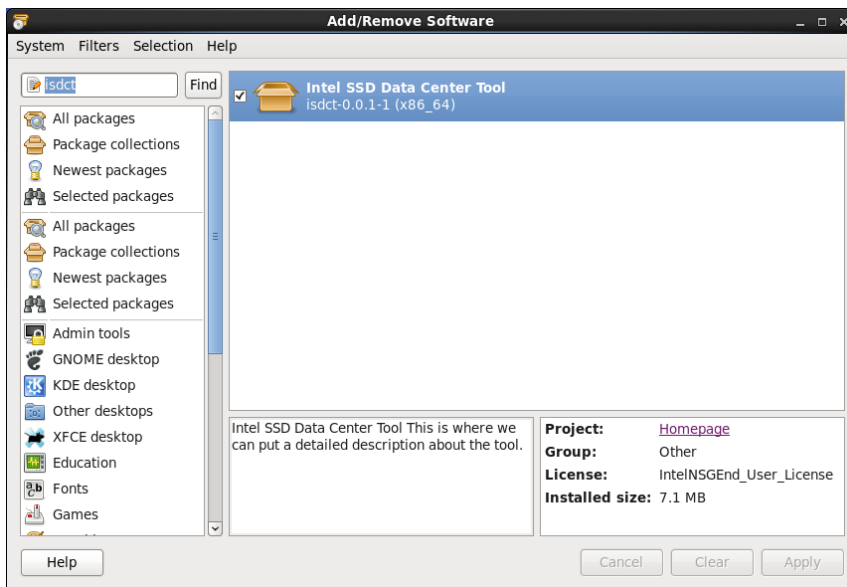 Add/Remove Software
System Filters Selection Help
isdct Find
All packages
Package collections
Newest packages
Selected packages
All packages
Package collections
Newest packages
Selected packages
Admin tools
GNOME desktop
KDE desktop
Other desktops
XFCE desktop
Education
Fonts
Games
Intel SSD Data Center Tool
isdct-0.0.1-1 (x86_64)
Intel SSD Data Center Tool This is where we
can put a detailed description about the tool.
Project: Homepage
Group: Other
License: IntelNSGEnd_User_License
Installed size: 7.1 MB
Help Cancel Clear Apply